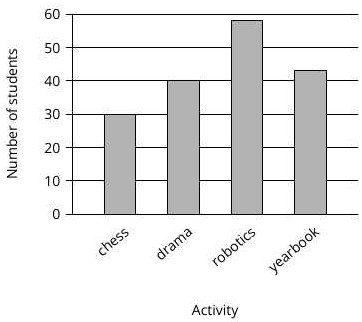 Number of students
60
50
40
30
20
10
0
chess
drama
robotics
yearbook
Activity